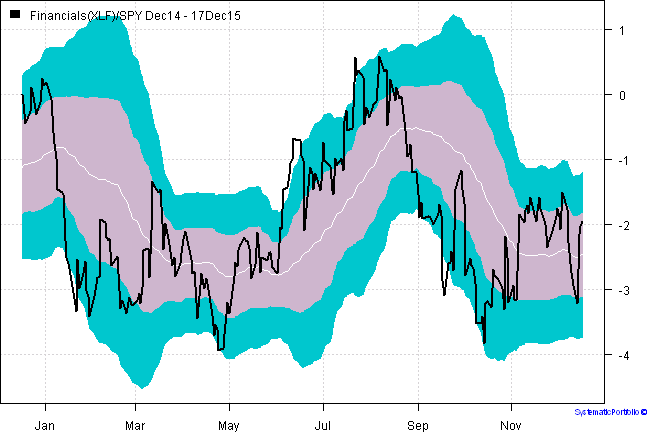 Financials(XLF)/SPY Dec14 - 17Dec15
1
0
-1
-2
-3
-4
Jan Mar May Jul Sep Nov
SystematicPortfolio ©